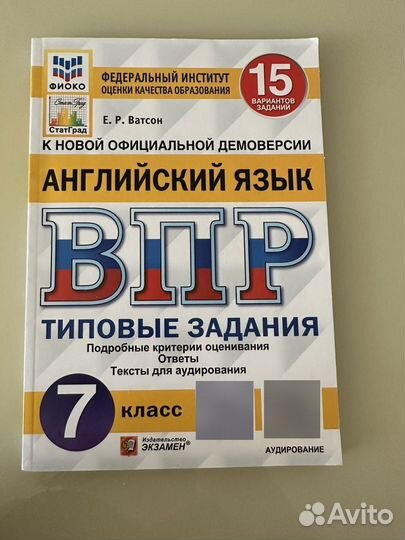 ФИОКО
СтатГрад
ФЕДЕРАЛЬНЫЙ ИНСТИТУТ
ОЦЕНКИ КАЧЕСТВА ОБРАЗОВАНИЯ
15
ВАРИАНТОВ
ЗАДАНИЙ
Е. Р. Ватсон
К НОВОЙ ОФИЦИАЛЬНОЙ ДЕМОВЕРСИИ
АНГЛИЙСКИЙ ЯЗЫК
ВПР
ТИПОВЫЕ ЗАДАНИЯ
Подробные критерии оценивания
Ответы
Тексты для аудирования
7 КЛАСС
Издательство
ЭКЗАМЕН®
АУДИРОВАНИЕ
Avito